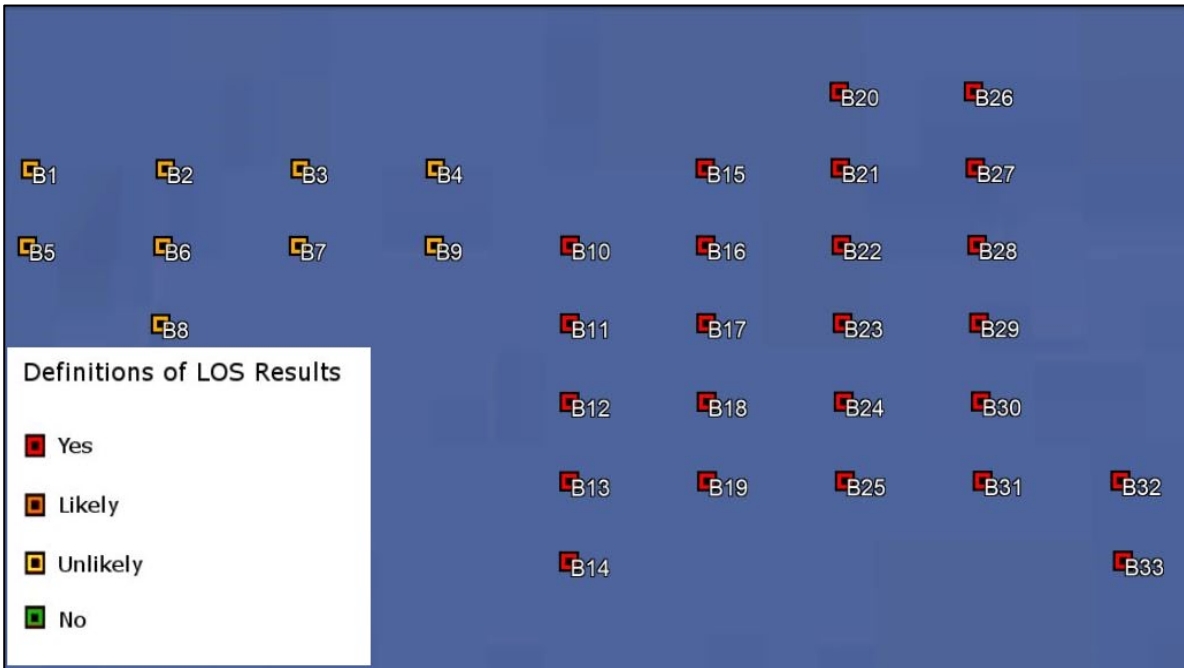 B20 B26
B1 B2 B3 B4 B15 B21 B27
B5 B6 B7 B9 B10 B16 B22 B28
B8 B11 B17 B23 B29
B12 B18 B24 B30
B13 B19 B25 B31 B32
B14 B33
Definitions of LOS Results
Yes
Likely
Unlikely
No